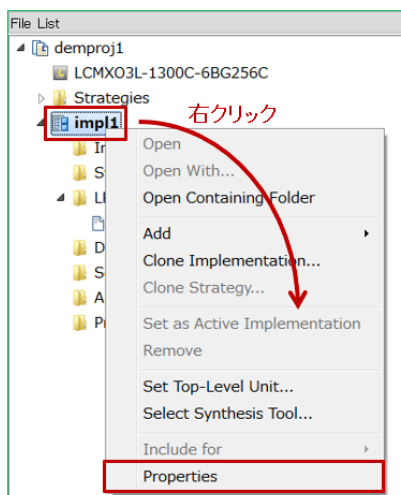 File List
demproj1
LCMXO3L-1300C-6BG256C
Strategies
impl1
右クリック
Open
Open With...
Open Containing Folder
Add
Clone Implementation...
Clone Strategy...
Set as Active Implementation
Remove
Set Top-Level Unit...
Select Synthesis Tool...
Include for
Properties